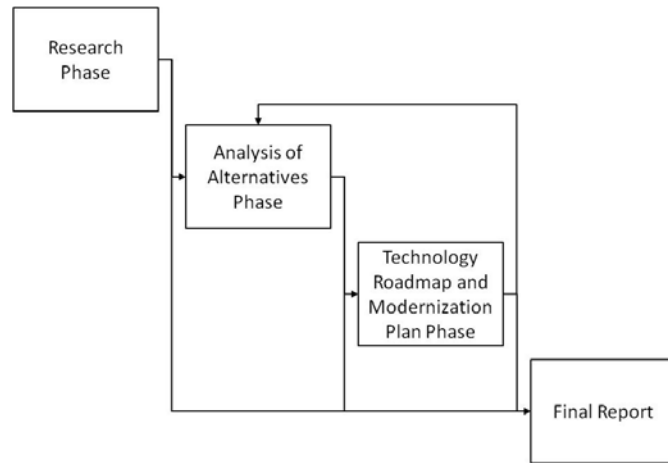 Research
Phase
Analysis of
Alternatives
Phase
Technology
Roadmap and
Modernization
Plan Phase
Final Report